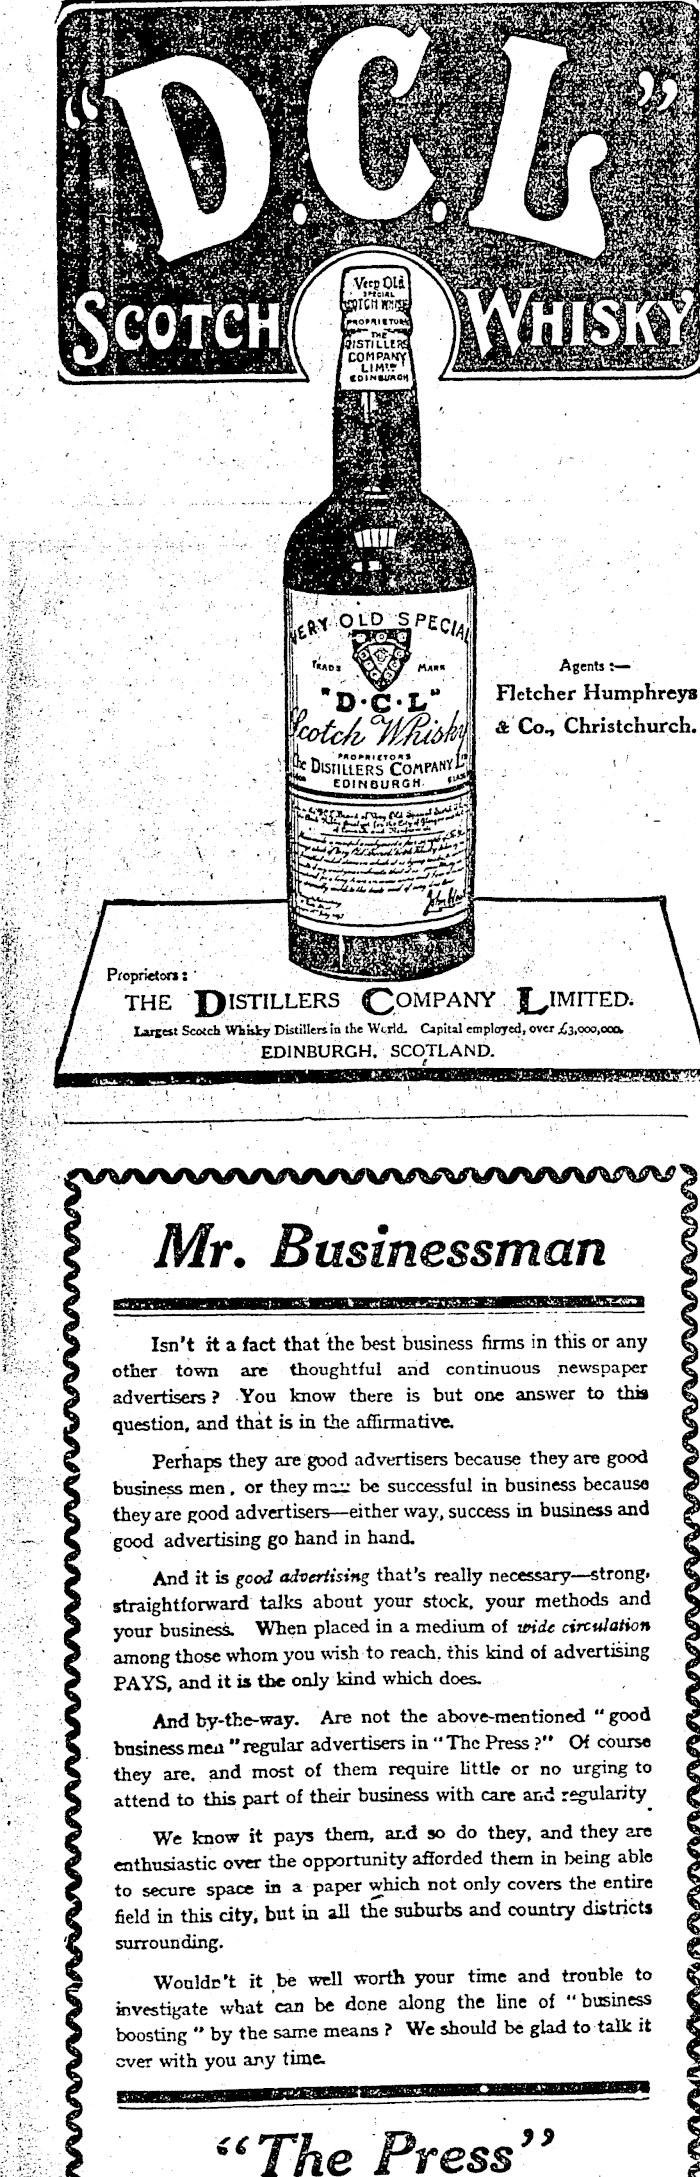 "D.C.L"
SCOTCH WHISKY
Very Old
SPECIAL
SCOTCH WHISKY
PROPRIETORS
THE
DISTILLERS
COMPANY
LIMTD
EDINBURGH
VERY OLD SPECIAL
TRADE MARK
"D.C.L"
Scotch Whisky
PROPRIETORS
The DISTILLERS COMPANY LTD
EDINBURGH.
Agents :—
Fletcher Humphreys
& Co., Christchurch.
Proprietors :
THE DISTILLERS COMPANY LIMITED.
Largest Scotch Whisky Distillers in the World. Capital employed, over £3,000,000.
EDINBURGH, SCOTLAND.
Mr. Businessman
Isn't it a fact that the best business firms in this or any
other town are thoughtful and continuous newspaper
advertisers? You know there is but one answer to this
question, and that is in the affirmative.
Perhaps they are good advertisers because they are good
business men, or they may be successful in business because
they are good advertisers—either way, success in business and
good advertising go hand in hand.
And it is good advertising that's really necessary—strong,
straightforward talks about your stock, your methods and
your business. When placed in a medium of wide circulation
among those whom you wish to reach, this kind of advertising
PAYS, and it is the only kind which does.
And by-the-way. Are not the above-mentioned "good
business men" regular advertisers in "The Press?" Of course
they are, and most of them require little or no urging to
attend to this part of their business with care and regularity.
We know it pays them, and so do they, and they are
enthusiastic over the opportunity afforded them in being able
to secure space in a paper which not only covers the entire
field in this city, but in all the suburbs and country districts
surrounding.
Wouldn't it be well worth your time and trouble to
investigate what can be done along the line of "business
boosting" by the same means? We should be glad to talk it
over with you any time.
"The Press"